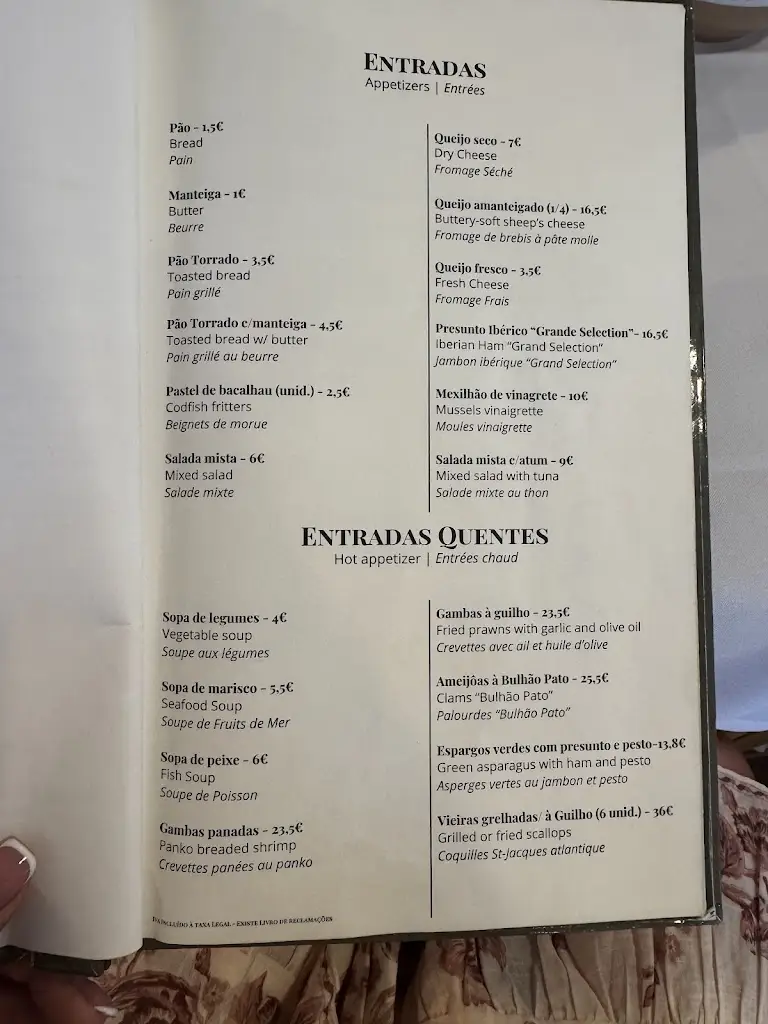 ENTRADAS
Appetizers | Entrées
Pão - 1,5€
Bread
Pain
Manteiga - 1€
Butter
Beurre
Pão Torrado - 3,5€
Toasted bread
Pain grillé
Pão Torrado c/manteiga - 4,5€
Toasted bread w/ butter
Pain grillé au beurre
Pastel de bacalhau (unid.) - 2,5€
Codfish fritters
Beignets de morue
Salada mista - 6€
Mixed salad
Salade mixte
Queijo seco - 7€
Dry Cheese
Fromage Séché
Queijo amanteigado (1/4) - 16,5€
Buttery-soft sheep's cheese
Fromage de brebis à pâte molle
Queijo fresco - 3,5€
Fresh Cheese
Fromage Frais
Presunto Ibérico "Grande Selection"- 16,5€
Iberian Ham "Grand Selection"
Jambon ibérique "Grand Selection"
Mexilhão de vinagrete - 10€
Mussels vinaigrette
Moules vinaigrette
Salada mista c/atum - 9€
Mixed salad with tuna
Salade mixte au thon
ENTRADAS QUENTES
Hot appetizer | Entrées chaud
Sopa de legumes - 4€
Vegetable soup
Soupe aux légumes
Sopa de marisco - 5,5€
Seafood Soup
Soupe de Fruits de Mer
Sopa de peixe - 6€
Fish Soup
Soupe de Poisson
Gambas panadas - 23,5€
Panko breaded shrimp
Crevettes panées au panko
Gambas à guilho - 23,5€
Fried prawns with garlic and olive oil
Crevettes avec ail et huile d'olive
Ameijôas à Bulhão Pato - 25,5€
Clams "Bulhão Pato"
Palourdes "Bulhão Pato"
Espargos verdes com presunto e pesto-13,8€
Green asparagus with ham and pesto
Asperges vertes au jambon et pesto
Vieiras grelhadas/ à Guilho (6 unid.) - 36€
Grilled or fried scallops
Coquilles St-Jacques atlantique
IVA INCLUÍDO À TAXA LEGAL - EXISTE LIVRO DE RECLAMAÇÕES